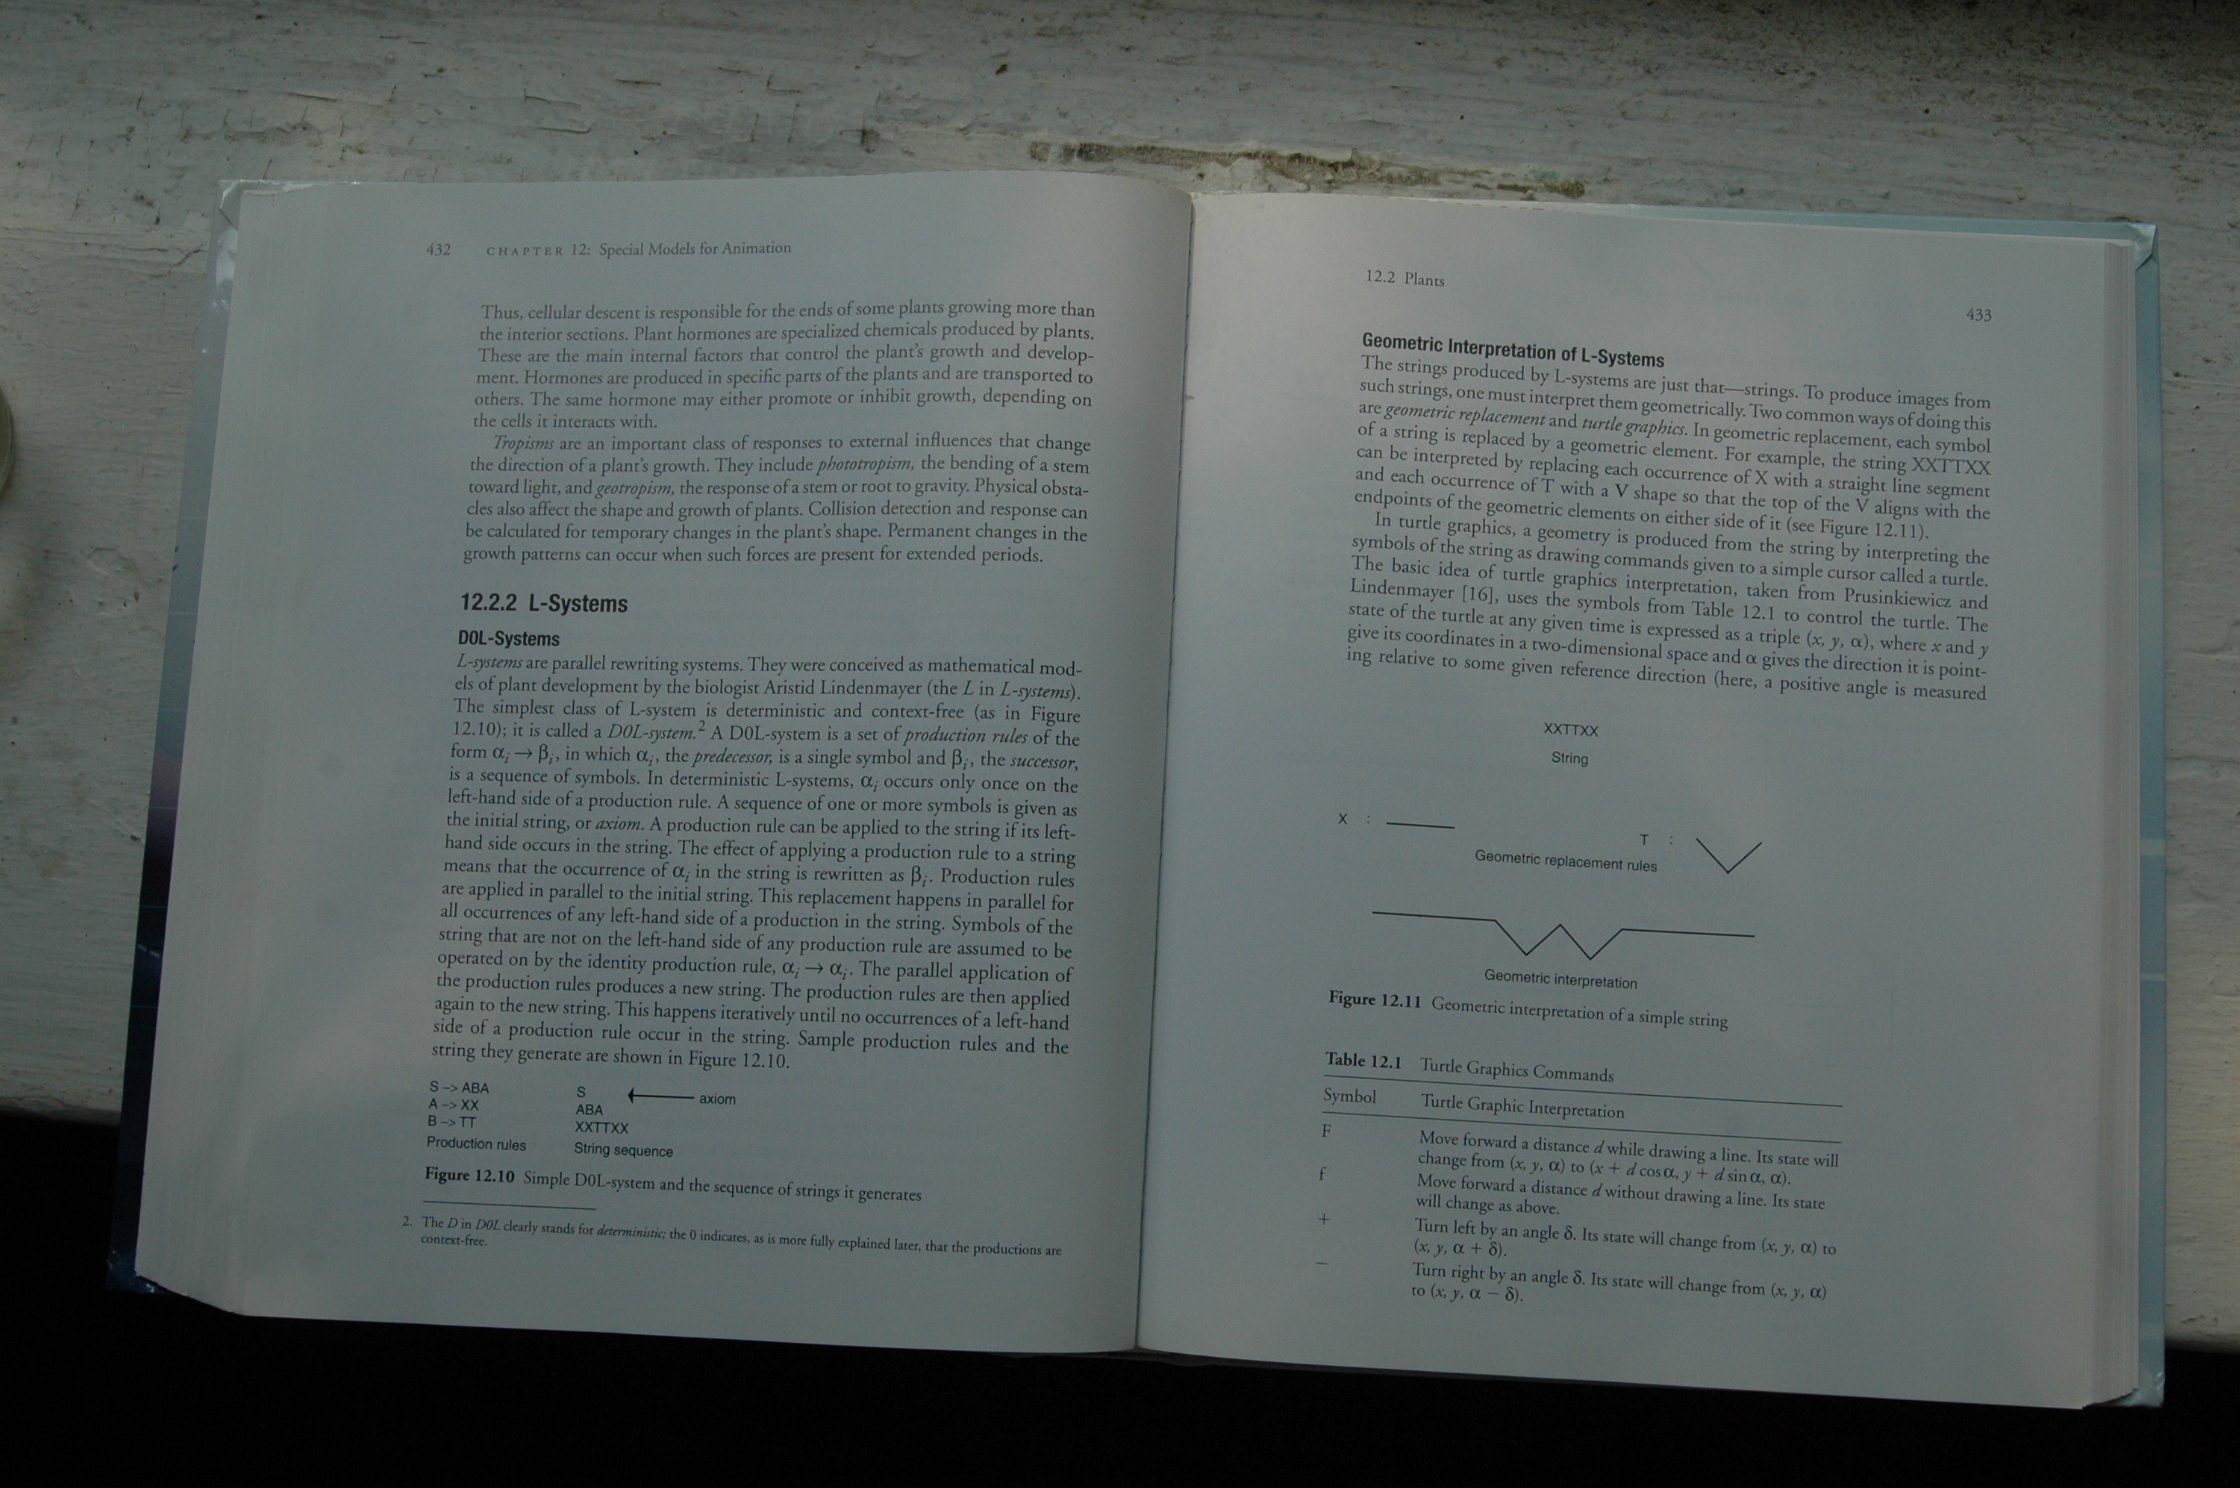 432 CHAPTER 12: Special Models for Animation
Thus, cellular descent is responsible for the ends of some plants growing more than
the interior sections. Plant hormones are specialized chemicals produced by plants.
These are the main internal factors that control the plant's growth and develop-
ment. Hormones are produced in specific parts of the plants and are transported to
others. The same hormone may either promote or inhibit growth, depending on
the cells it interacts with.
Tropisms are an important class of responses to external influences that change
the direction of a plant's growth. They include phototropism, the bending of a stem
toward light, and geotropism, the response of a stem or root to gravity. Physical obsta-
cles also affect the shape and growth of plants. Collision detection and response can
be calculated for temporary changes in the plant's shape. Permanent changes in the
growth patterns can occur when such forces are present for extended periods.
12.2.2 L-Systems
D0L-Systems
L-systems are parallel rewriting systems. They were conceived as mathematical mod-
els of plant development by the biologist Aristid Lindenmayer (the L in L-systems).
The simplest class of L-system is deterministic and context-free (as in Figure
12.10); it is called a D0L-system.² A D0L-system is a set of production rules of the
form αᵢ → βᵢ, in which αᵢ, the predecessor, is a single symbol and βᵢ, the successor,
is a sequence of symbols. In deterministic L-systems, αᵢ occurs only once on the
left-hand side of a production rule. A sequence of one or more symbols is given as
the initial string, or axiom. A production rule can be applied to the string if its left-
hand side occurs in the string. The effect of applying a production rule to a string
means that the occurrence of αᵢ in the string is rewritten as βᵢ. Production rules
are applied in parallel to the initial string. This replacement happens in parallel for
all occurrences of any left-hand side of a production in the string. Symbols of the
string that are not on the left-hand side of any production rule are assumed to be
operated on by the identity production rule, αᵢ → αᵢ. The parallel application of
the production rules produces a new string. The production rules are then applied
again to the new string. This happens iteratively until no occurrences of a left-hand
side of a production rule occur in the string. Sample production rules and the
string they generate are shown in Figure 12.10.
S -> ABA
A -> XX
B -> TT
Production rules
S axiom
ABA
XXTTXX
String sequence
Figure 12.10 Simple D0L-system and the sequence of strings it generates
2. The D in D0L clearly stands for deterministic; the 0 indicates, as is more fully explained later, that the productions are
context-free.
12.2 Plants
433
Geometric Interpretation of L-Systems
The strings produced by L-systems are just that—strings. To produce images from
such strings, one must interpret them geometrically. Two common ways of doing this
are geometric replacement and turtle graphics. In geometric replacement, each symbol
of a string is replaced by a geometric element. For example, the string XXTTXX
can be interpreted by replacing each occurrence of X with a straight line segment
and each occurrence of T with a V shape so that the top of the V aligns with the
endpoints of the geometric elements on either side of it (see Figure 12.11).
In turtle graphics, a geometry is produced from the string by interpreting the
symbols of the string as drawing commands given to a simple cursor called a turtle.
The basic idea of turtle graphics interpretation, taken from Prusinkiewicz and
Lindenmayer [16], uses the symbols from Table 12.1 to control the turtle. The
state of the turtle at any given time is expressed as a triple (x, y, α), where x and y
give its coordinates in a two-dimensional space and α gives the direction it is point-
ing relative to some given reference direction (here, a positive angle is measured
XXTTXX
String
X :
T :
Geometric replacement rules
Geometric interpretation
Figure 12.11 Geometric interpretation of a simple string
Table 12.1 Turtle Graphics Commands
Symbol Turtle Graphic Interpretation
F Move forward a distance d while drawing a line. Its state will
change from (x, y, α) to (x + d cos α, y + d sin α, α).
f Move forward a distance d without drawing a line. Its state
will change as above.
+ Turn left by an angle δ. Its state will change from (x, y, α) to
(x, y, α + δ).
− Turn right by an angle δ. Its state will change from (x, y, α)
to (x, y, α − δ).